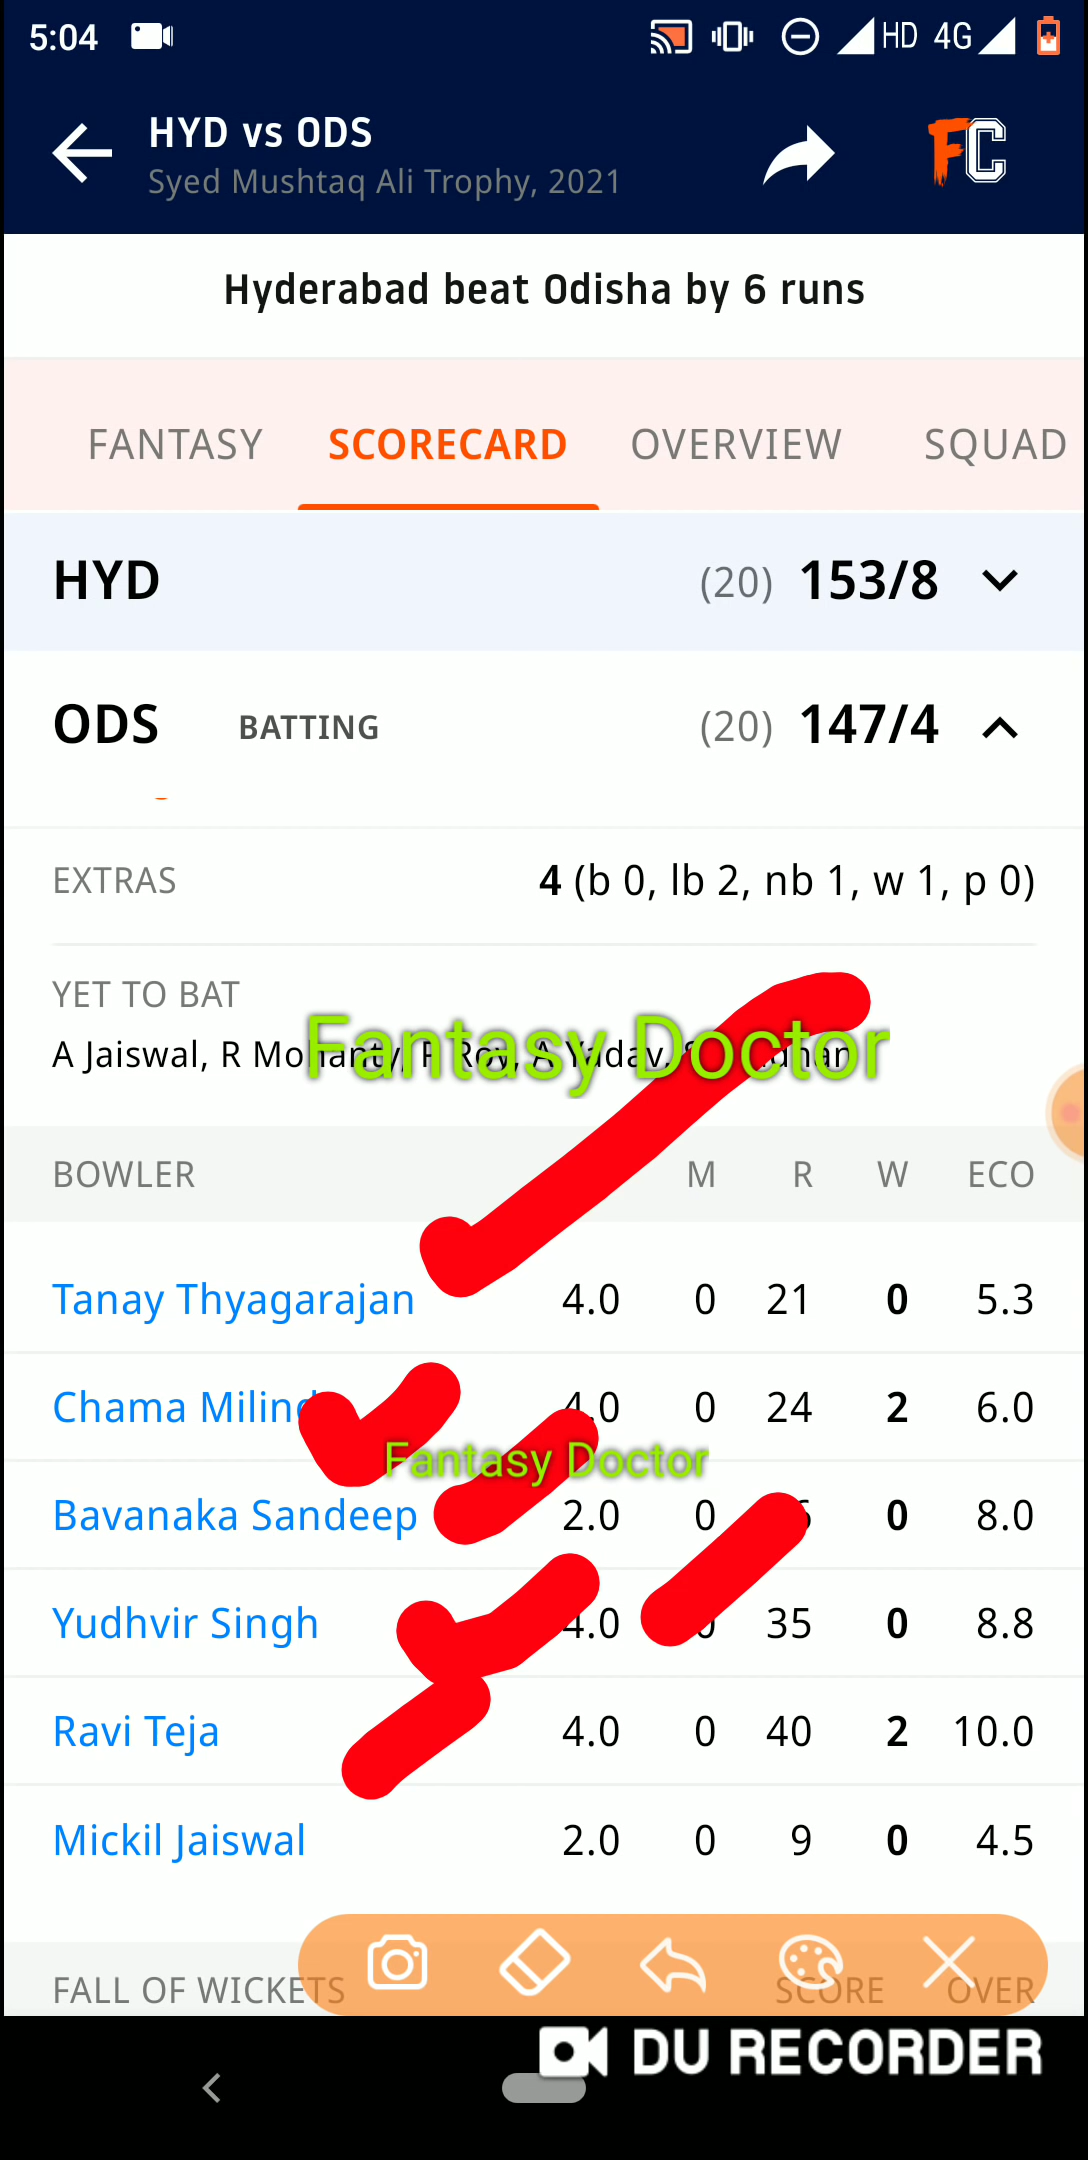 5:04 HD 4G
HYD vs ODS
Syed Mushtaq Ali Trophy, 2021
FC
Hyderabad beat Odisha by 6 runs
FANTASY SCORECARD OVERVIEW SQUAD
HYD (20) 153/8
ODS BATTING (20) 147/4
EXTRAS 4 (b 0, lb 2, nb 1, w 1, p 0)
YET TO BAT
A Jaiswal, R Mohanty, P Roy, A Yadav,
Fantasy Doctor
BOWLER M R W ECO
Tanay Thyagarajan 4.0 0 21 0 5.3
Chama Milind 4.0 0 24 2 6.0
Fantasy Doctor
Bavanaka Sandeep 2.0 0 0 8.0
Yudhvir Singh 4.0 0 35 0 8.8
Ravi Teja 4.0 0 40 2 10.0
Mickil Jaiswal 2.0 0 9 0 4.5
FALL OF WICKETS SCORE OVER
DU RECORDER